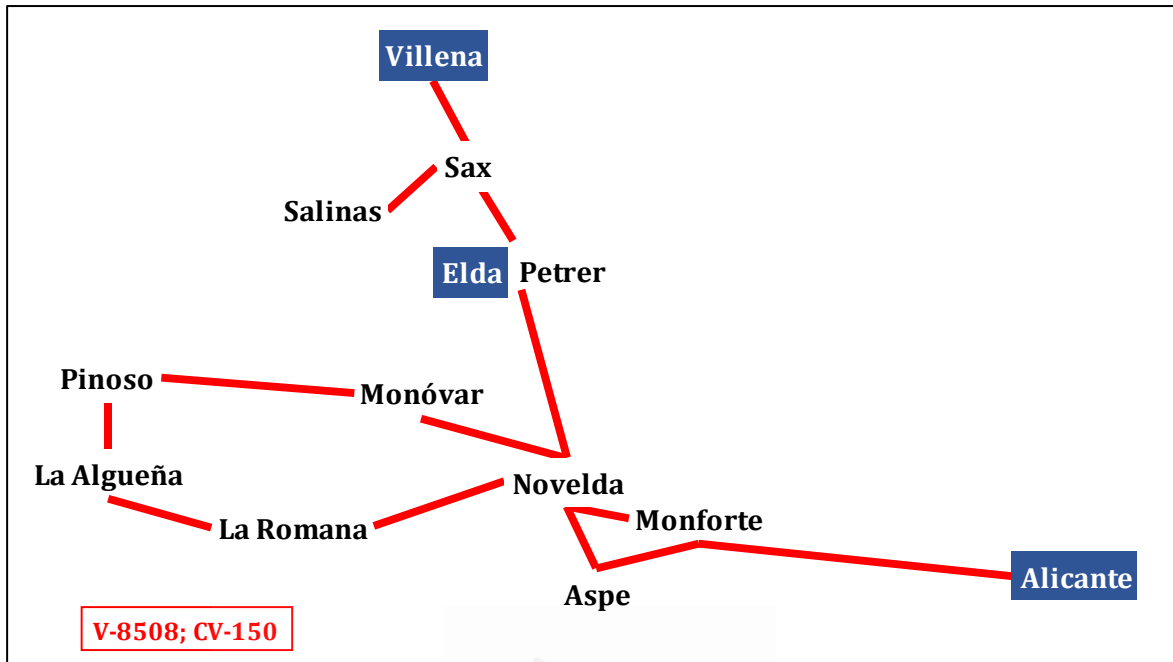 Villena
Sax
Salinas
Elda Petrer
Pinoso
Monóvar
La Algueña
Novelda
La Romana
Monforte
Alicante
Aspe
V-8508; CV-150